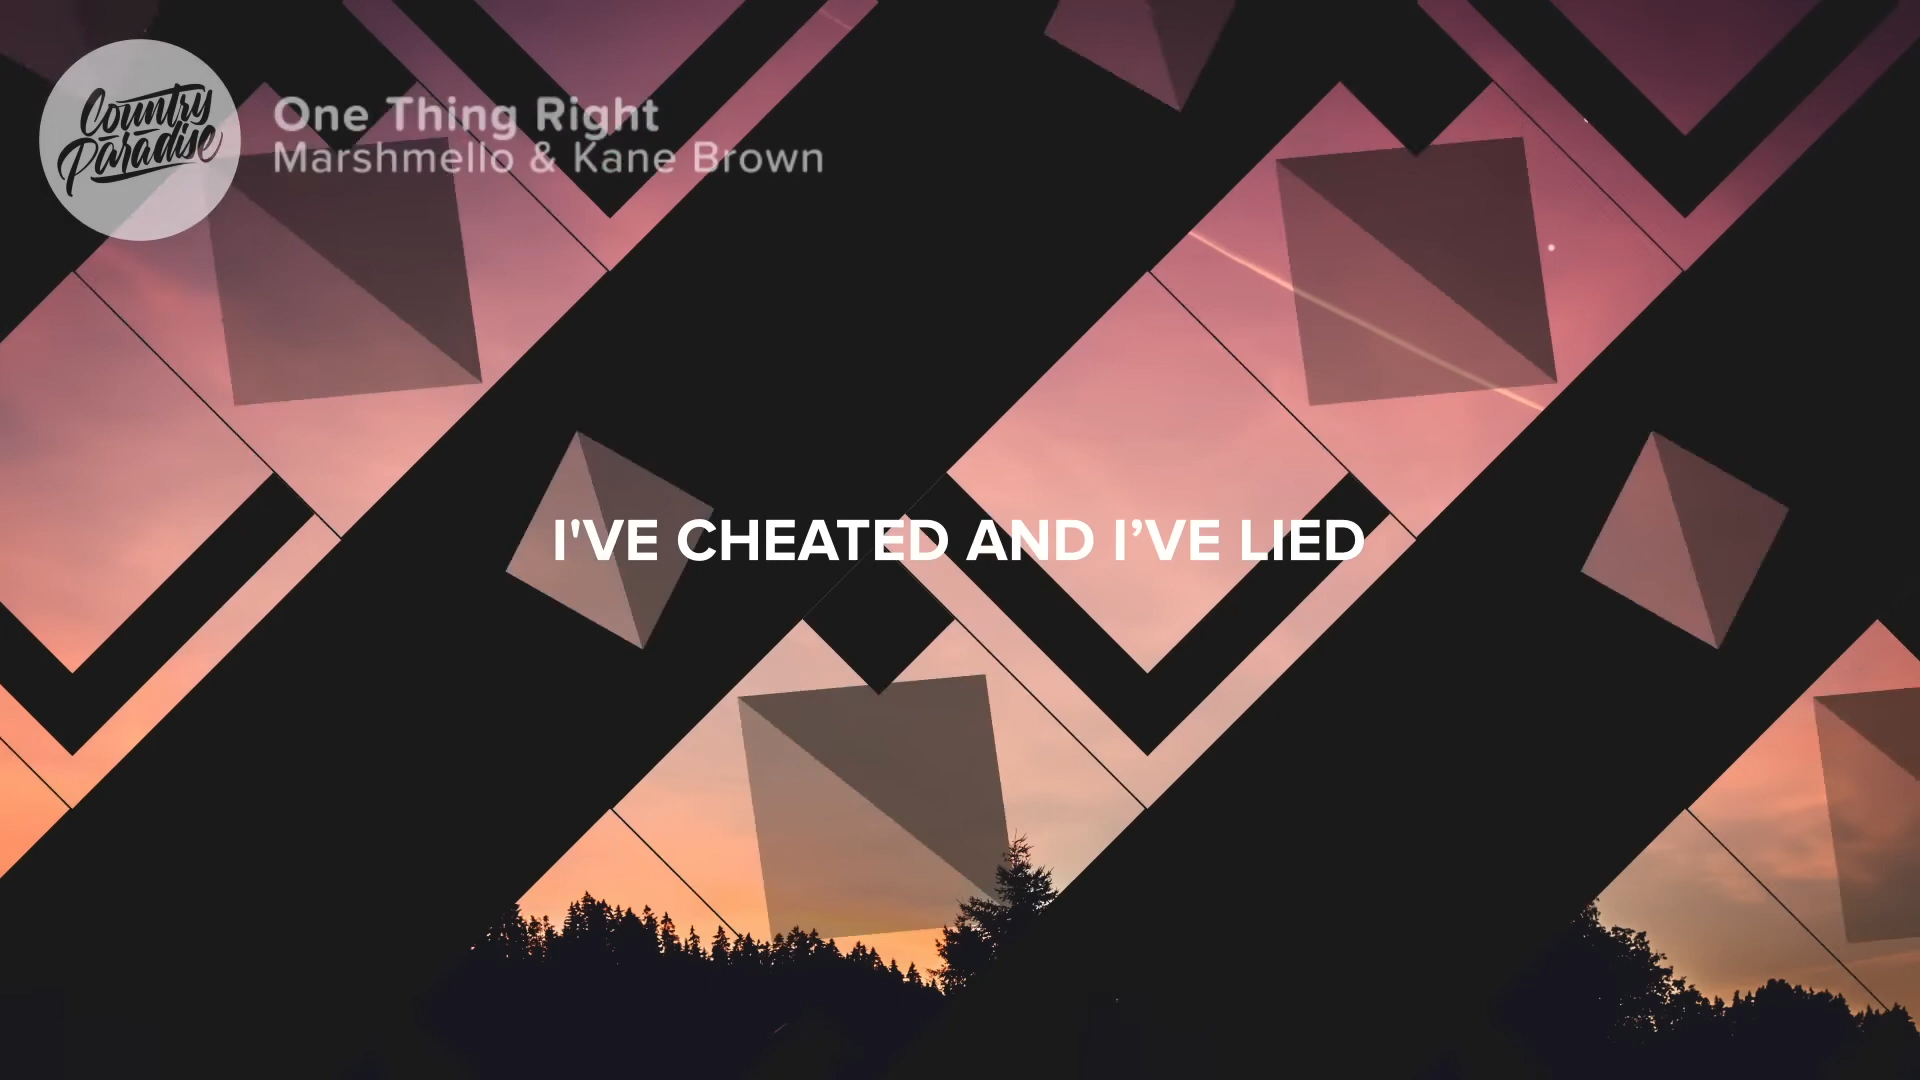 Country
Paradise
One Thing Right
Marshmello & Kane Brown
I'VE CHEATED AND I’VE LIED